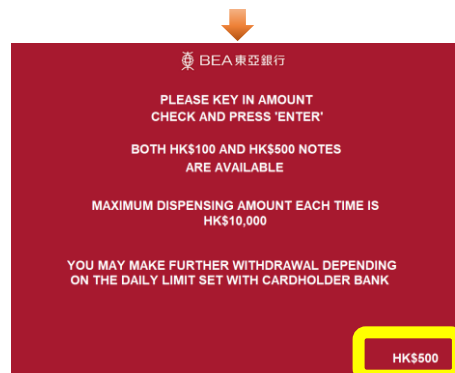 BEA東亞銀行
PLEASE KEY IN AMOUNT
CHECK AND PRESS 'ENTER'
BOTH HK$100 AND HK$500 NOTES
ARE AVAILABLE
MAXIMUM DISPENSING AMOUNT EACH TIME IS
HK$10,000
YOU MAY MAKE FURTHER WITHDRAWAL DEPENDING
ON THE DAILY LIMIT SET WITH CARDHOLDER BANK
HK$500